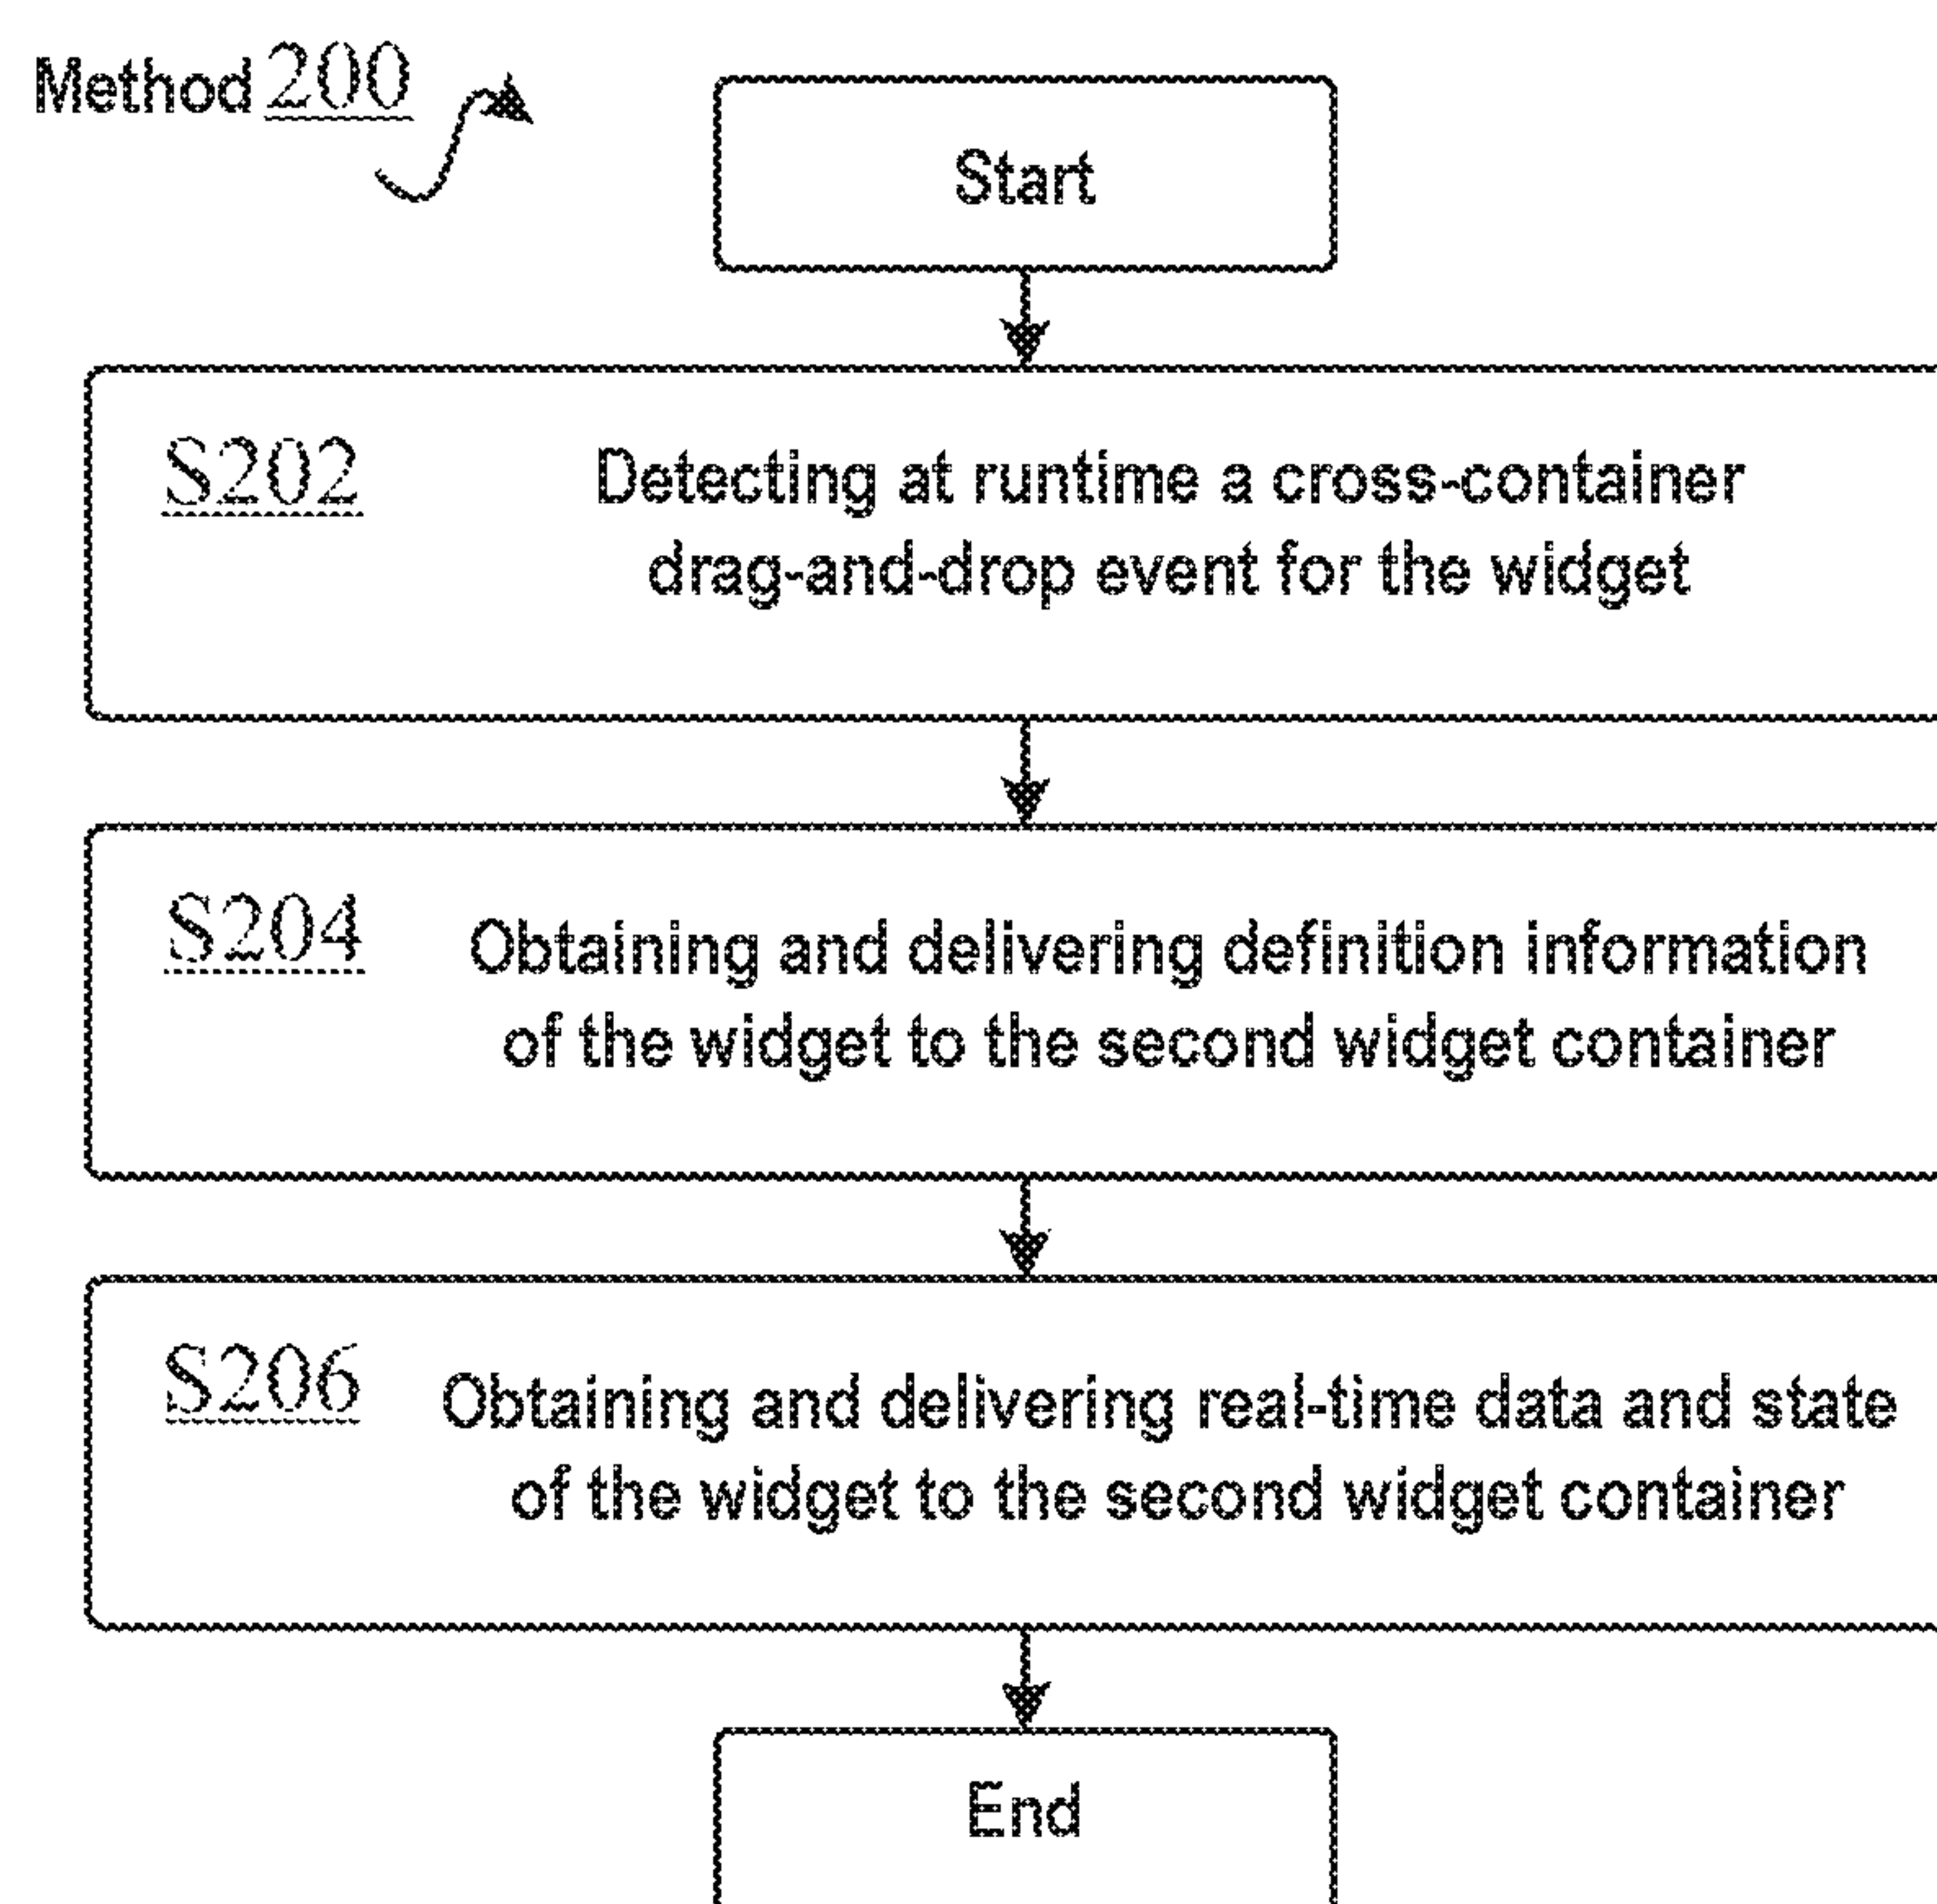 Method 200
Start
S202 Detecting at runtime a cross-container
drag-and-drop event for the widget
S204 Obtaining and delivering definition information
of the widget to the second widget container
S206 Obtaining and delivering real-time data and state
of the widget to the second widget container
End